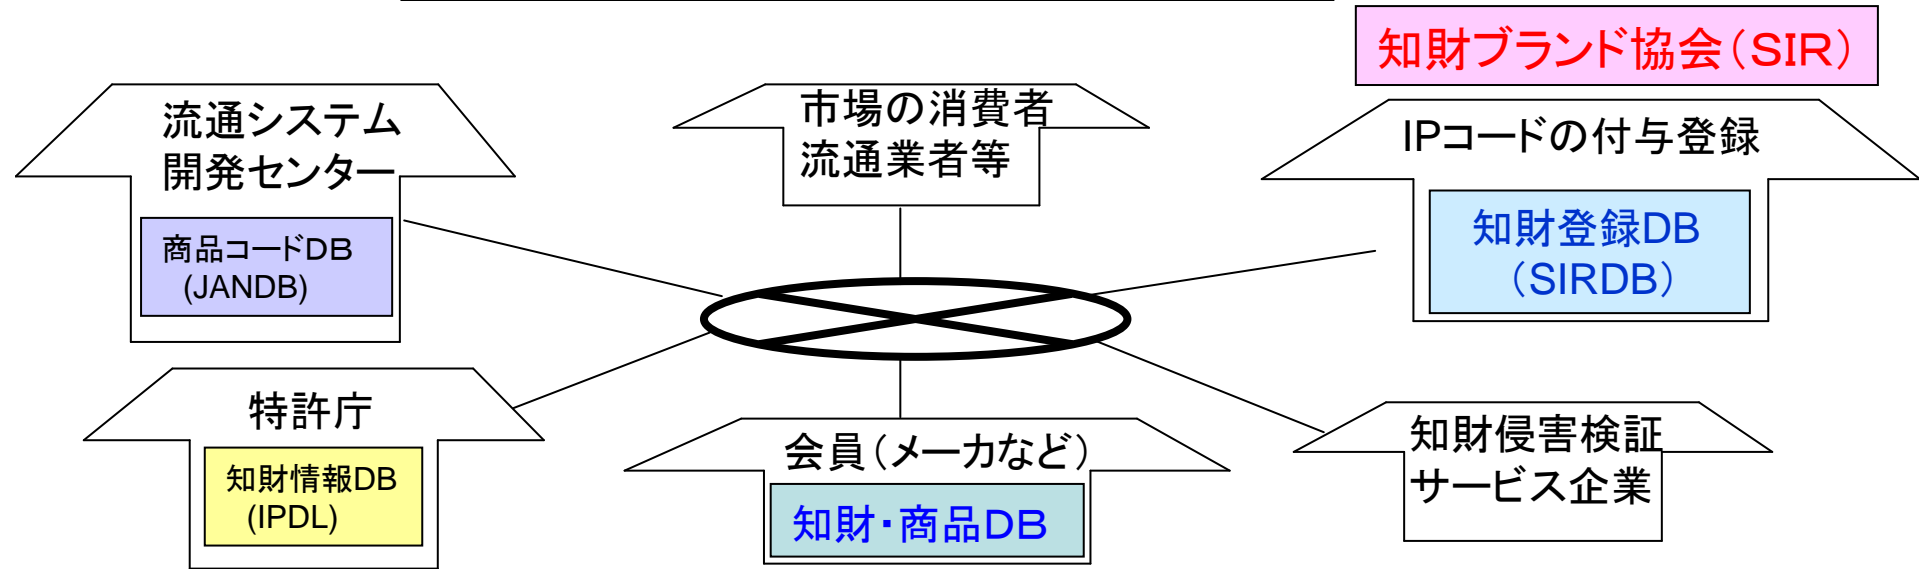 知財ブランド協会（SIR）
流通システム
開発センター
商品コードDB
(JANDB)
市場の消費者
流通業者等
IPコードの付与登録
知財登録DB
（SIRDB）
特許庁
知財情報DB
(IPDL)
会員（メーカなど）
知財・商品DB
知財侵害検証
サービス企業